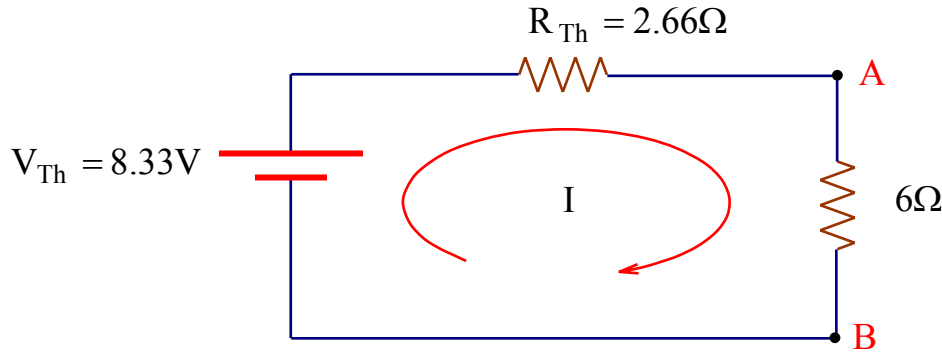 R_Th = 2.66Ω
A
V_Th = 8.33V
I
6Ω
B